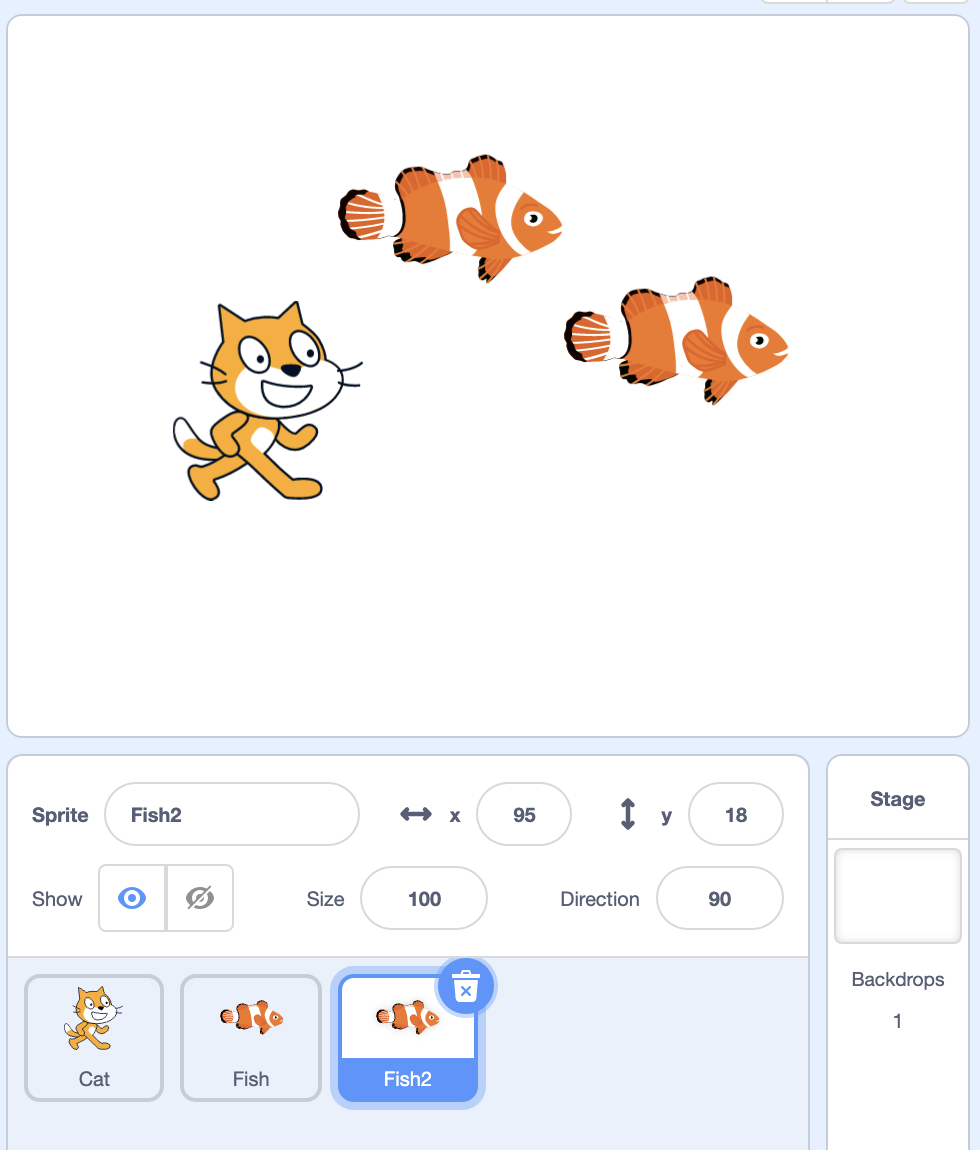 Sprite Fish2 x 95 y 18
Show Size 100 Direction 90
Cat Fish Fish2
Stage
Backdrops
1